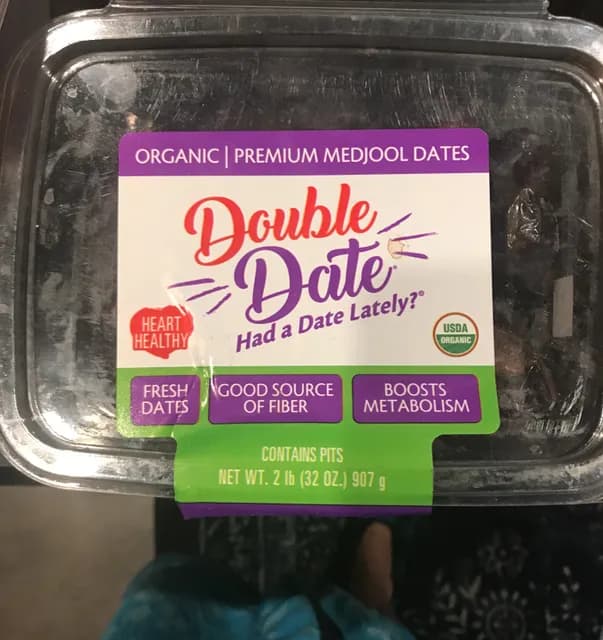 ORGANIC | PREMIUM MEDJOOL DATES
Double
Date®
Had a Date Lately?®
HEART
HEALTHY
USDA
ORGANIC
FRESH
DATES
GOOD SOURCE
OF FIBER
BOOSTS
METABOLISM
CONTAINS PITS
NET WT. 2 lb (32 OZ.) 907 g